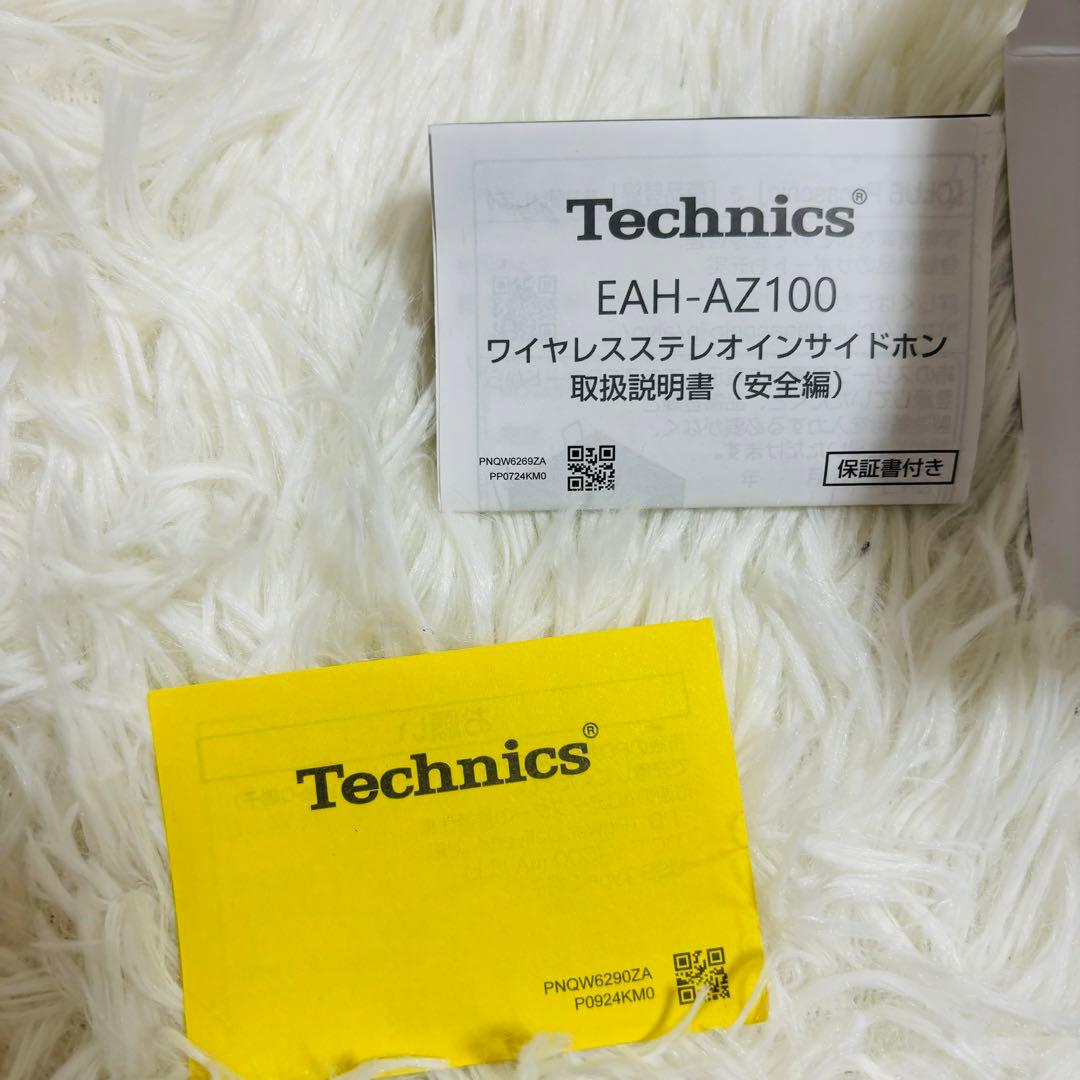 Technics®
EAH-AZ100
ワイヤレスステレオインサイドホン
取扱説明書（安全編）
PNQW6269ZA
PP0724KM0
保証書付き
Technics®
PNQW6290ZA
P0924KM0